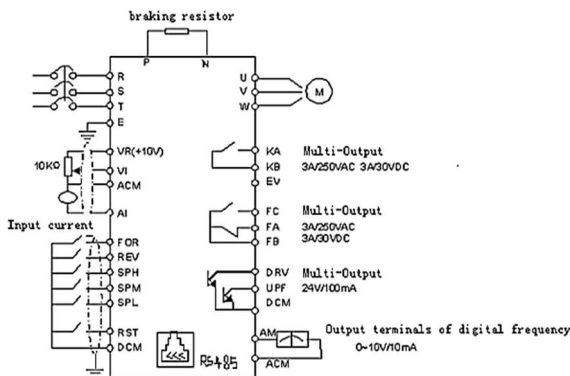 braking resistor
P N
R
S
T
E
U
V
W
M
VR(+10V)
10KΩ
VI
ACM
AI
Input current
FOR
REV
SPH
SPM
SPL
RST
DCM
RS485
KA Multi-Output
KB 3A/250VAC 3A/30VDC
EV
FC Multi-Output
FA 3A/250VAC
FB 3A/30VDC
DRV Multi-Output
UPF 24V/100mA
DCM
AM Output terminals of digital frequency
0~10V/10mA
ACM